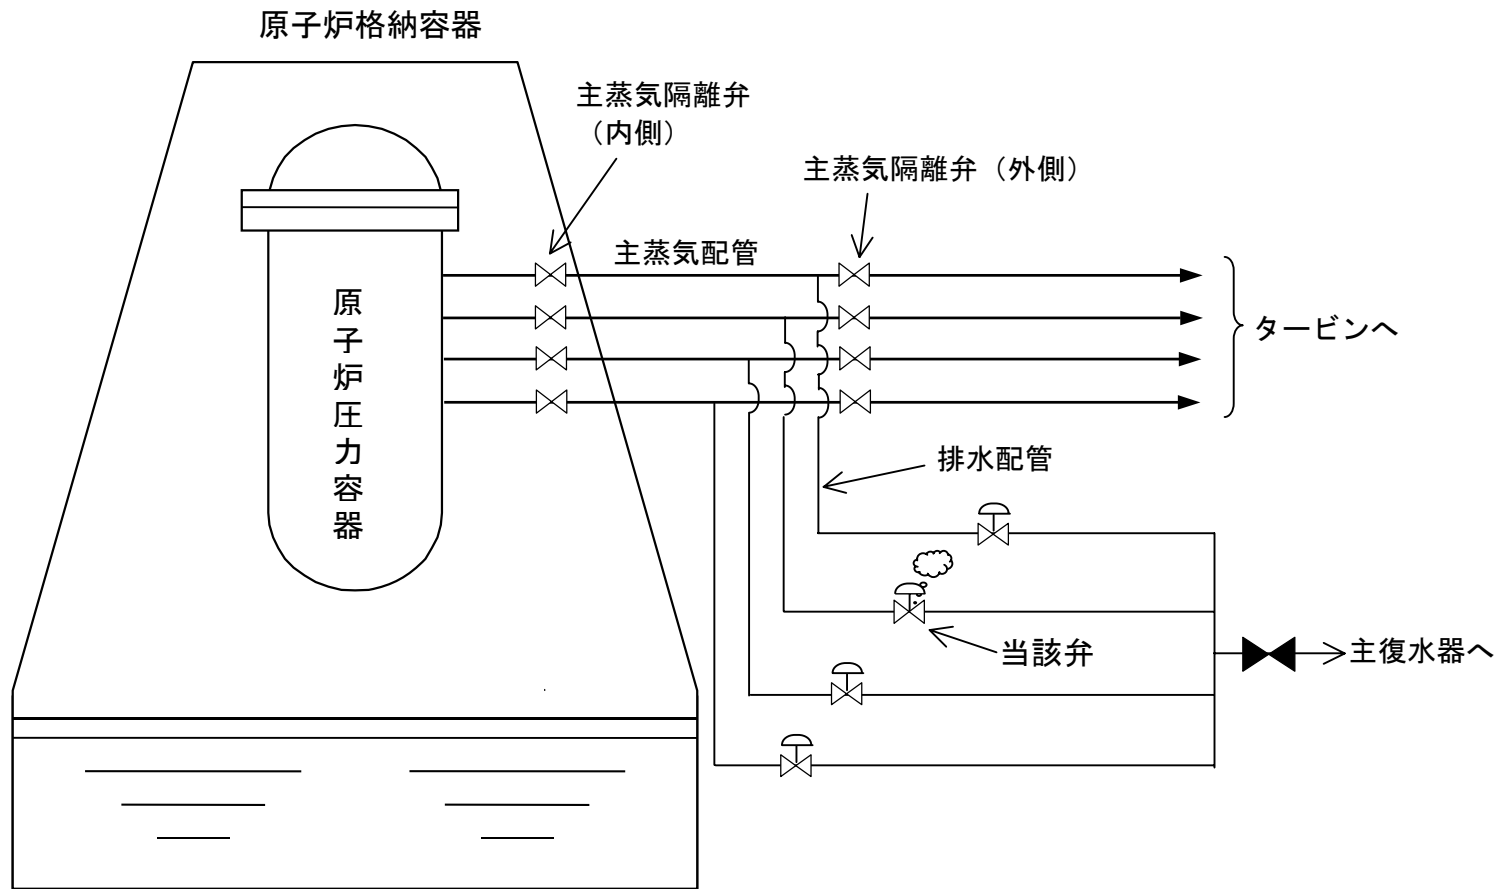 原子炉格納容器
主蒸気隔離弁
（内側）
主蒸気隔離弁（外側）
主蒸気配管
原子炉圧力容器
タービンへ
排水配管
当該弁
主復水器へ